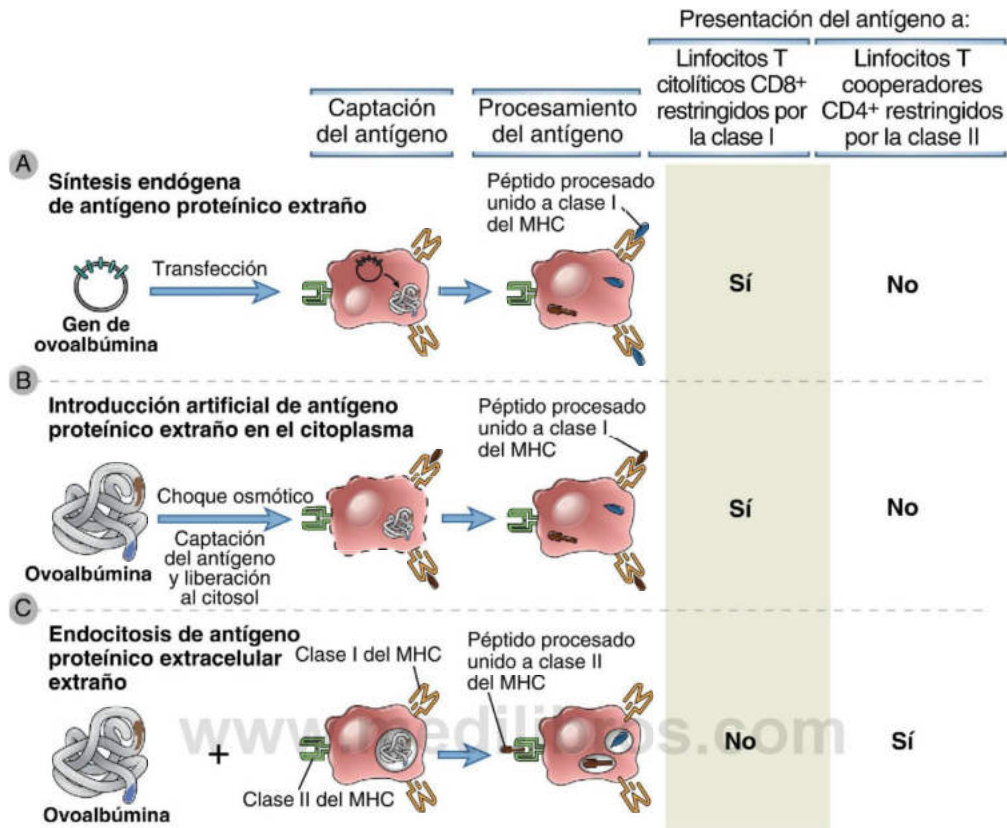 Presentación del antígeno a:
Captación
del antígeno
Procesamiento
del antígeno
Linfocitos T
citolíticos CD8+
restringidos por
la clase I
Linfocitos T
cooperadores
CD4+ restringidos
por la clase II
A
Síntesis endógena
de antígeno proteínico extraño
Péptido procesado
unido a clase I
del MHC
Transfección
Gen de
ovoalbúmina
Sí
No
B
Introducción artificial de antígeno
proteínico extraño en el citoplasma
Péptido procesado
unido a clase I
del MHC
Choque osmótico
Captación
del antígeno
y liberación
al citosol
Ovoalbúmina
Sí
No
C
Endocitosis de antígeno
proteínico extracelular
extraño
Clase I del MHC
Péptido procesado
unido a clase II
del MHC
www.medilibros.com
+
Clase II del MHC
Ovoalbúmina
No
Sí